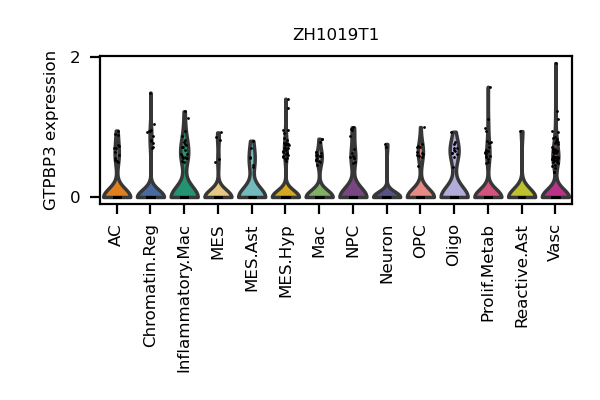 ZH1019T1
GTPBP3 expression
2
0
AC
Chromatin.Reg
Inflammatory.Mac
MES
MES.Ast
MES.Hyp
Mac
NPC
Neuron
OPC
Oligo
Prolif.Metab
Reactive.Ast
Vasc